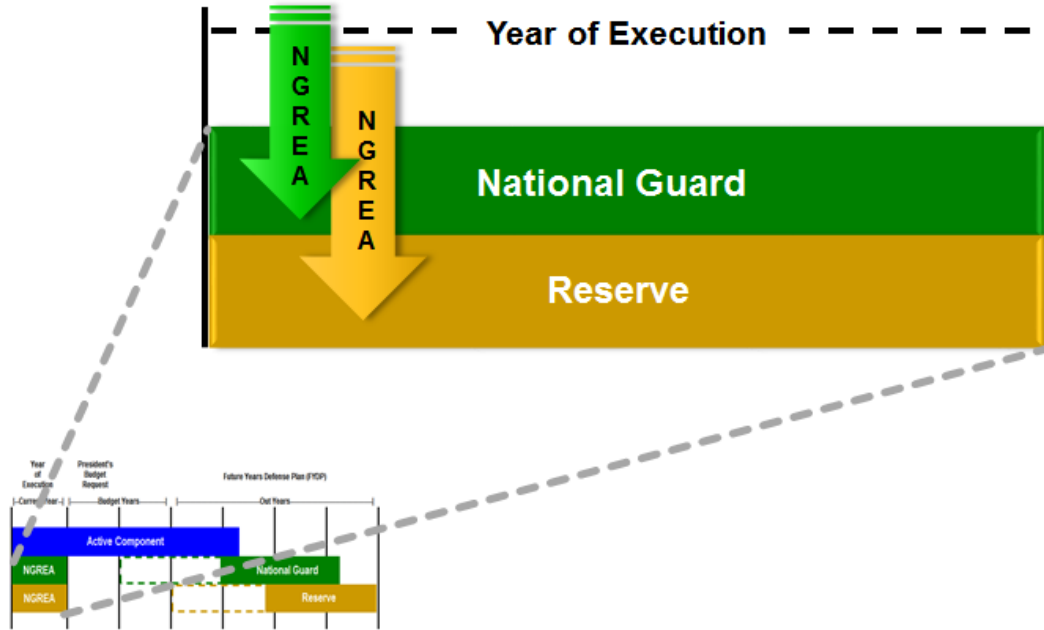 Year of Execution
N
G
R
E
A
N
G
R
E
A
National Guard
Reserve
Year
of
Execution
President's
Budget
Request
Future Years Defense Plan (FYDP)
Current Year
Budget Years
Out Years
Active Component
NGREA
National Guard
NGREA
Reserve